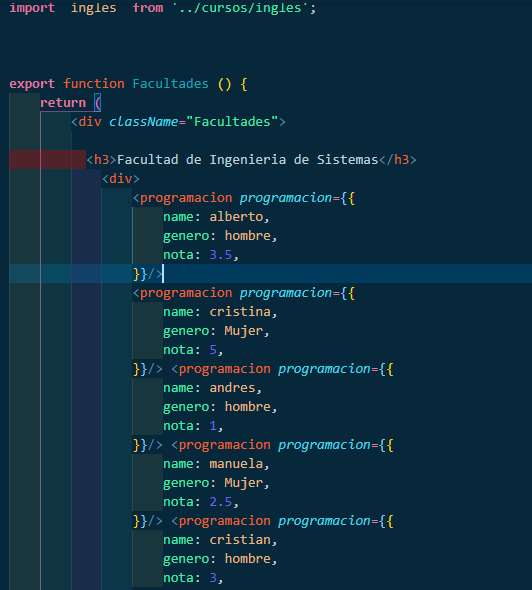 import ingles from '../cursos/ingles';
export function Facultades () {
return (
<div className="Facultades">
<h3>Facultad de Ingenieria de Sistemas</h3>
<div>
<programacion programacion={{
name: alberto,
genero: hombre,
nota: 3.5,
}}/>
<programacion programacion={{
name: cristina,
genero: Mujer,
nota: 5,
}}/> <programacion programacion={{
name: andres,
genero: hombre,
nota: 1,
}}/> <programacion programacion={{
name: manuela,
genero: Mujer,
nota: 2.5,
}}/> <programacion programacion={{
name: cristian,
genero: hombre,
nota: 3,